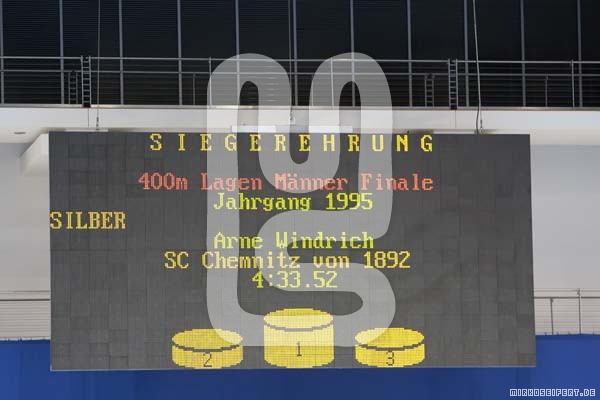 SIEGEREHRUNG
400m Lagen Männer Finale
Jahrgang 1995
SILBER
Arne Windrich
SC Chemnitz von 1892
4:33.52
2 1 3
MIRKOSEIFERT.DE